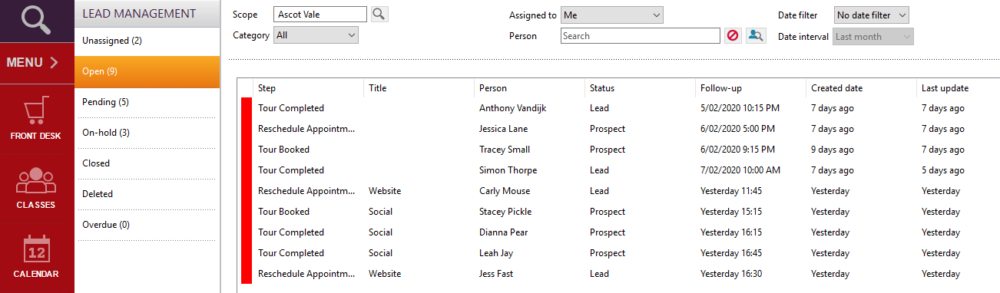 MENU
FRONT DESK
CLASSES
12
CALENDAR
LEAD MANAGEMENT
Unassigned (2)
Open (9)
Pending (5)
On-hold (3)
Closed
Deleted
Overdue (0)
Scope Ascot Vale Assigned to Me Date filter No date filter
Category All Person Search Date interval Last month
Step Title Person Status Follow-up Created date Last update
Tour Completed Anthony Vandijk Lead 5/02/2020 10:15 PM 7 days ago 7 days ago
Reschedule Appointm... Jessica Lane Prospect 6/02/2020 5:00 PM 7 days ago 7 days ago
Tour Booked Tracey Small Prospect 6/02/2020 9:15 PM 9 days ago 7 days ago
Tour Completed Simon Thorpe Lead 7/02/2020 10:00 AM 7 days ago 5 days ago
Reschedule Appointm... Website Carly Mouse Lead Yesterday 11:45 Yesterday Yesterday
Tour Booked Social Stacey Pickle Prospect Yesterday 15:15 Yesterday Yesterday
Tour Completed Social Dianna Pear Prospect Yesterday 16:15 Yesterday Yesterday
Tour Completed Social Leah Jay Prospect Yesterday 16:45 Yesterday Yesterday
Reschedule Appointm... Website Jess Fast Lead Yesterday 16:30 Yesterday Yesterday